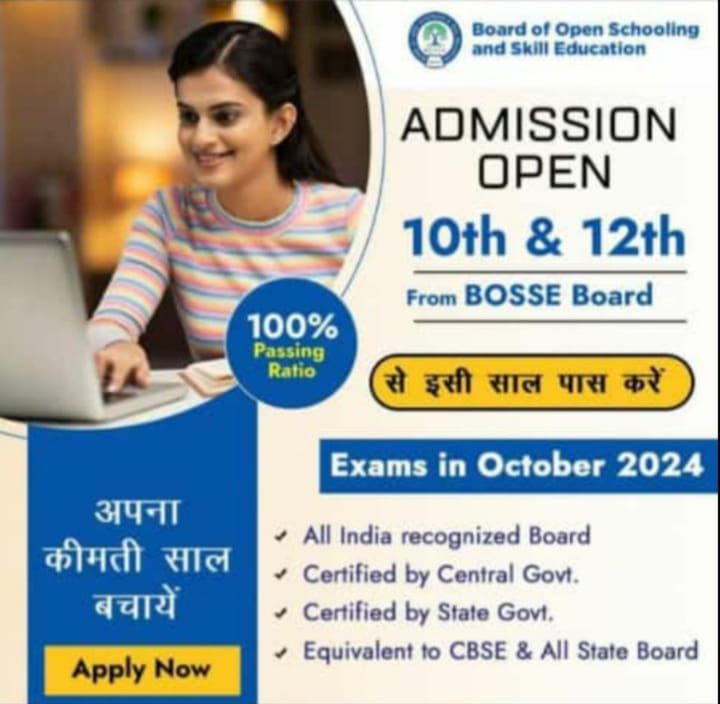 Board of Open Schooling
and Skill Education
ADMISSION
OPEN
10th & 12th
From BOSSE Board
100%
Passing
Ratio
से इसी साल पास करें
Exams in October 2024
अपना
कीमती साल
बचायें
Apply Now
All India recognized Board
Certified by Central Govt.
Certified by State Govt.
Equivalent to CBSE & All State Board